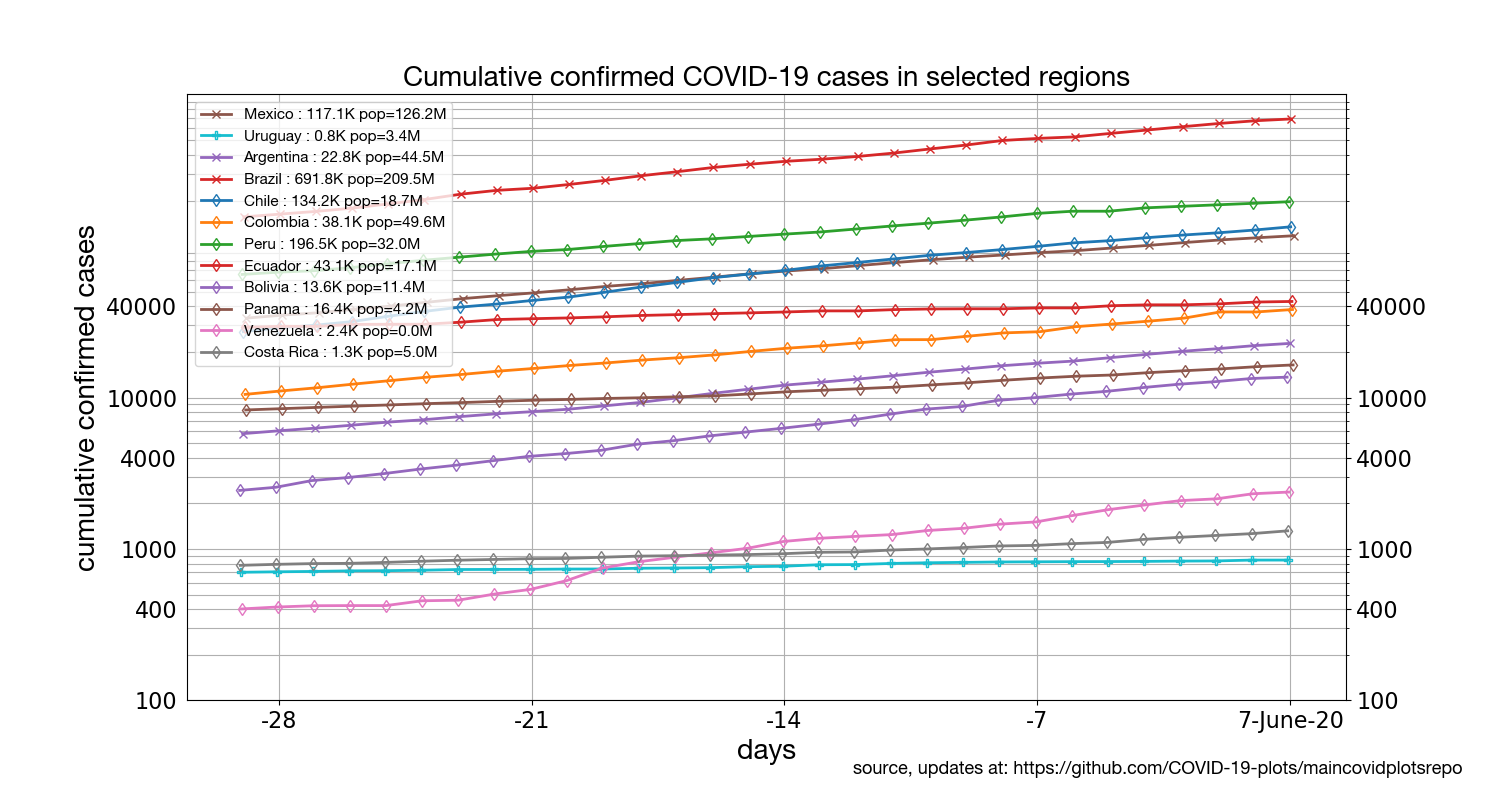 Cumulative confirmed COVID-19 cases in selected regions
Mexico : 117.1K pop=126.2M
Uruguay : 0.8K pop=3.4M
Argentina : 22.8K pop=44.5M
Brazil : 691.8K pop=209.5M
Chile : 134.2K pop=18.7M
Colombia : 38.1K pop=49.6M
Peru : 196.5K pop=32.0M
Ecuador : 43.1K pop=17.1M
Bolivia : 13.6K pop=11.4M
Panama : 16.4K pop=4.2M
Venezuela : 2.4K pop=0.0M
Costa Rica : 1.3K pop=5.0M
cumulative confirmed cases
40000
10000
4000
1000
400
100
40000
10000
4000
1000
400
100
-28
-21
-14
-7
7-June-20
days
source, updates at: https://github.com/COVID-19-plots/maincovidplotsrepo